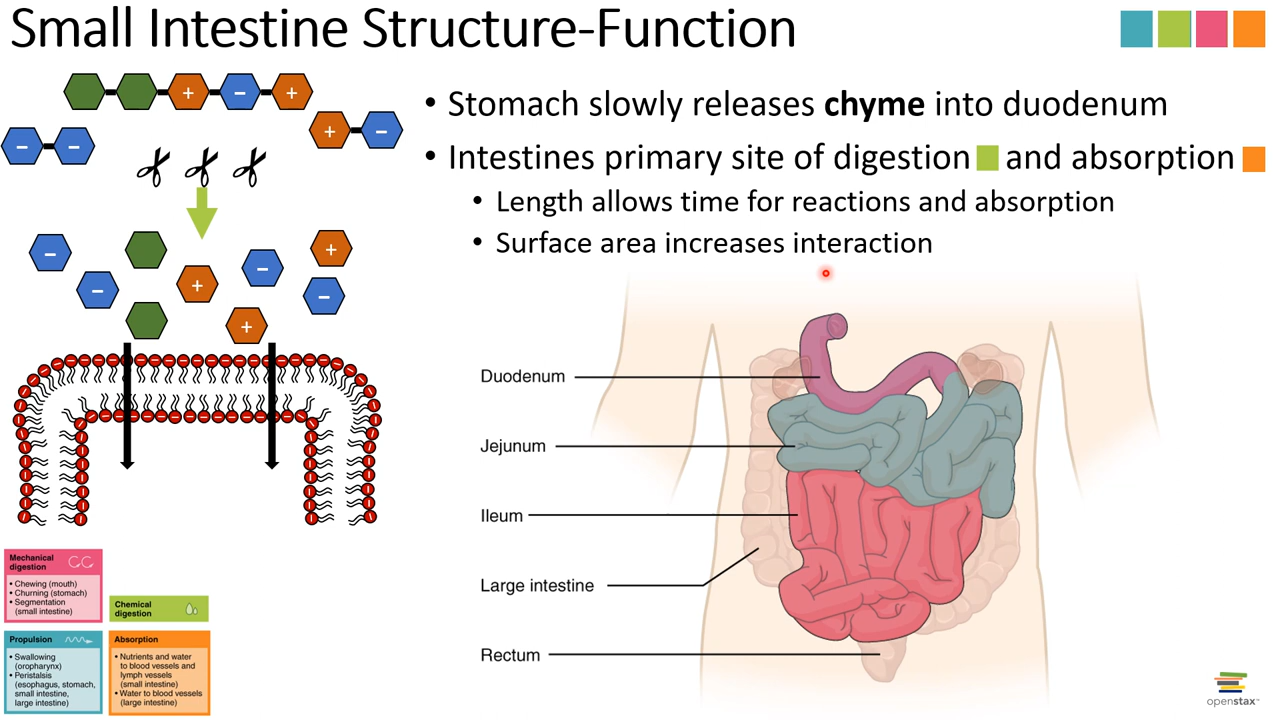 Small Intestine Structure-Function
+ − +
− − + −
− + −
− + −
+
• Stomach slowly releases chyme into duodenum
• Intestines primary site of digestion and absorption
• Length allows time for reactions and absorption
• Surface area increases interaction
Duodenum
Jejunum
Ileum
Large intestine
Rectum
Mechanical
digestion
• Chewing (mouth)
• Churning (stomach)
• Segmentation
(small intestine)
Chemical
digestion
Propulsion
• Swallowing
(oropharynx)
• Peristalsis
(esophagus, stomach,
small intestine,
large intestine)
Absorption
• Nutrients and water
to blood vessels and
lymph vessels
(small intestine)
• Water to blood vessels
(large intestine)
openstax™